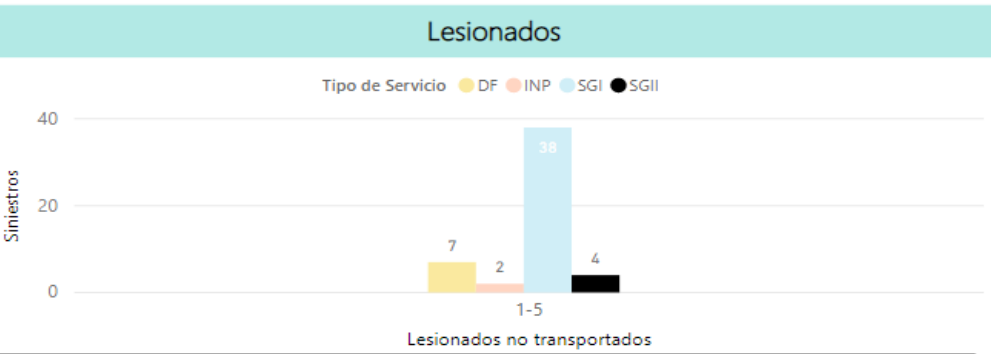 Lesionados
Tipo de Servicio DF INP SGI SGII
40
20
0
Siniestros
7
2
38
4
1-5
Lesionados no transportados